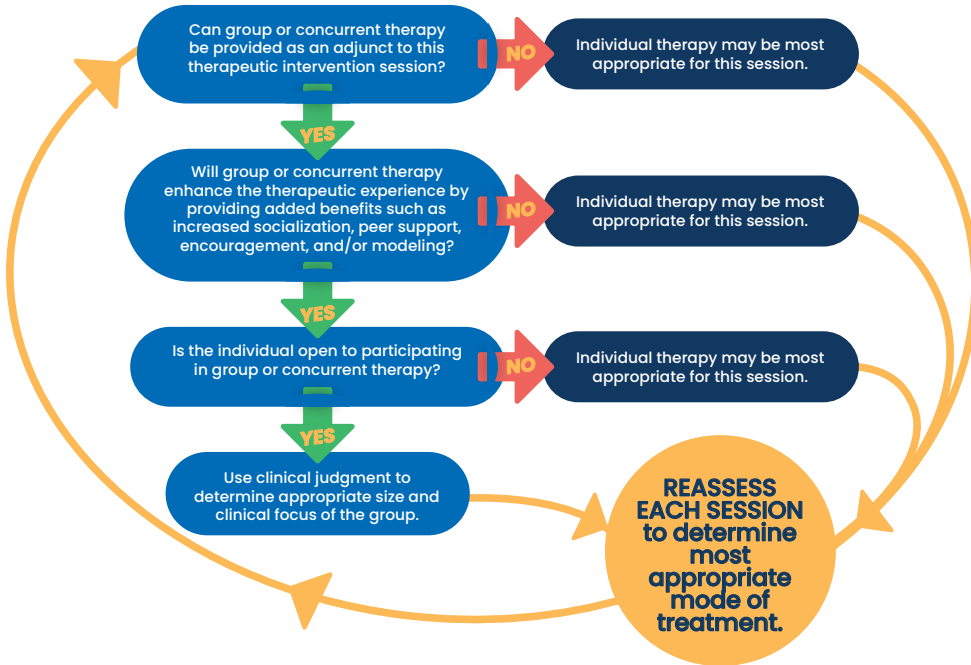 Can group or concurrent therapy
be provided as an adjunct to this
therapeutic intervention session?
NO
Individual therapy may be most
appropriate for this session.
YES
Will group or concurrent therapy
enhance the therapeutic experience by
providing added benefits such as
increased socialization, peer support,
encouragement, and/or modeling?
NO
Individual therapy may be most
appropriate for this session.
YES
Is the individual open to participating
in group or concurrent therapy?
NO
Individual therapy may be most
appropriate for this session.
YES
Use clinical judgment to
determine appropriate size and
clinical focus of the group.
REASSESS
EACH SESSION
to determine
most
appropriate
mode of
treatment.